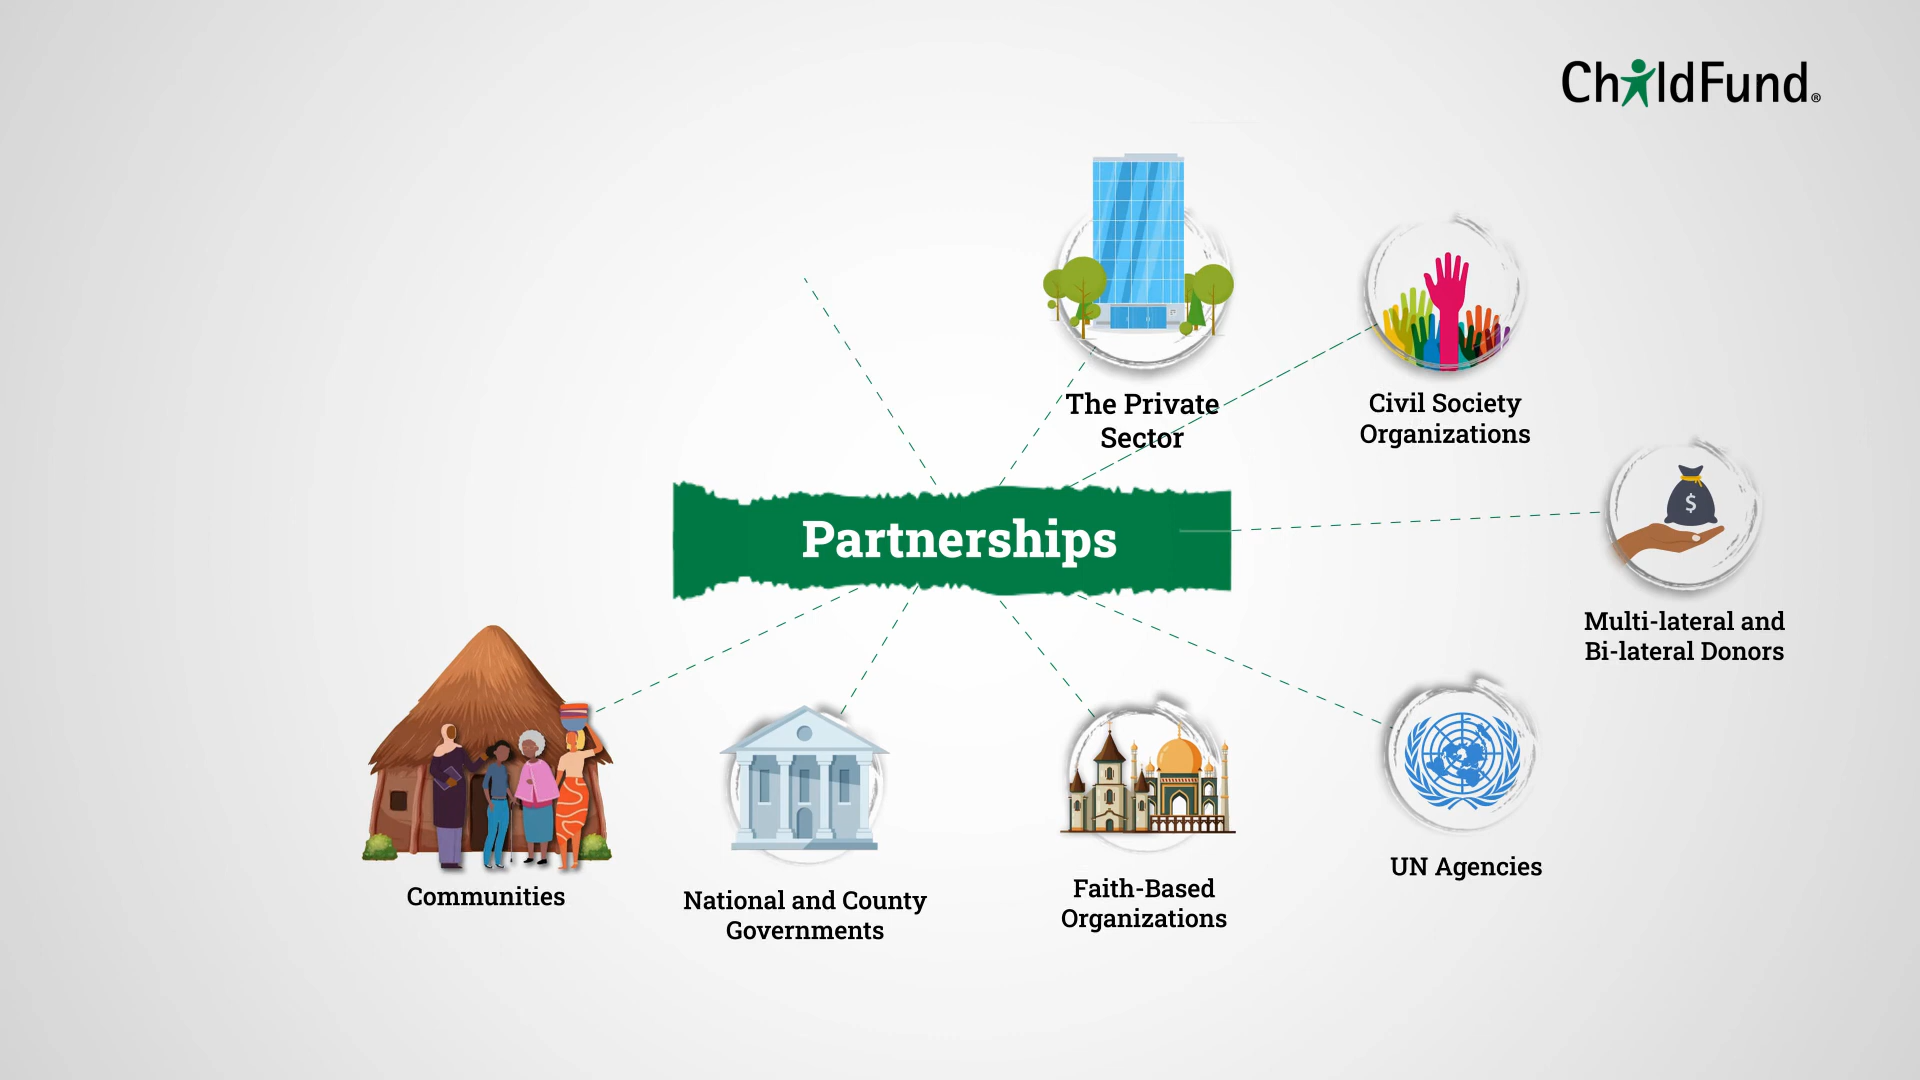 ChildFund®
The Private
Sector
Civil Society
Organizations
Partnerships
$
Multi-lateral and
Bi-lateral Donors
Communities
National and County
Governments
Faith-Based
Organizations
UN Agencies